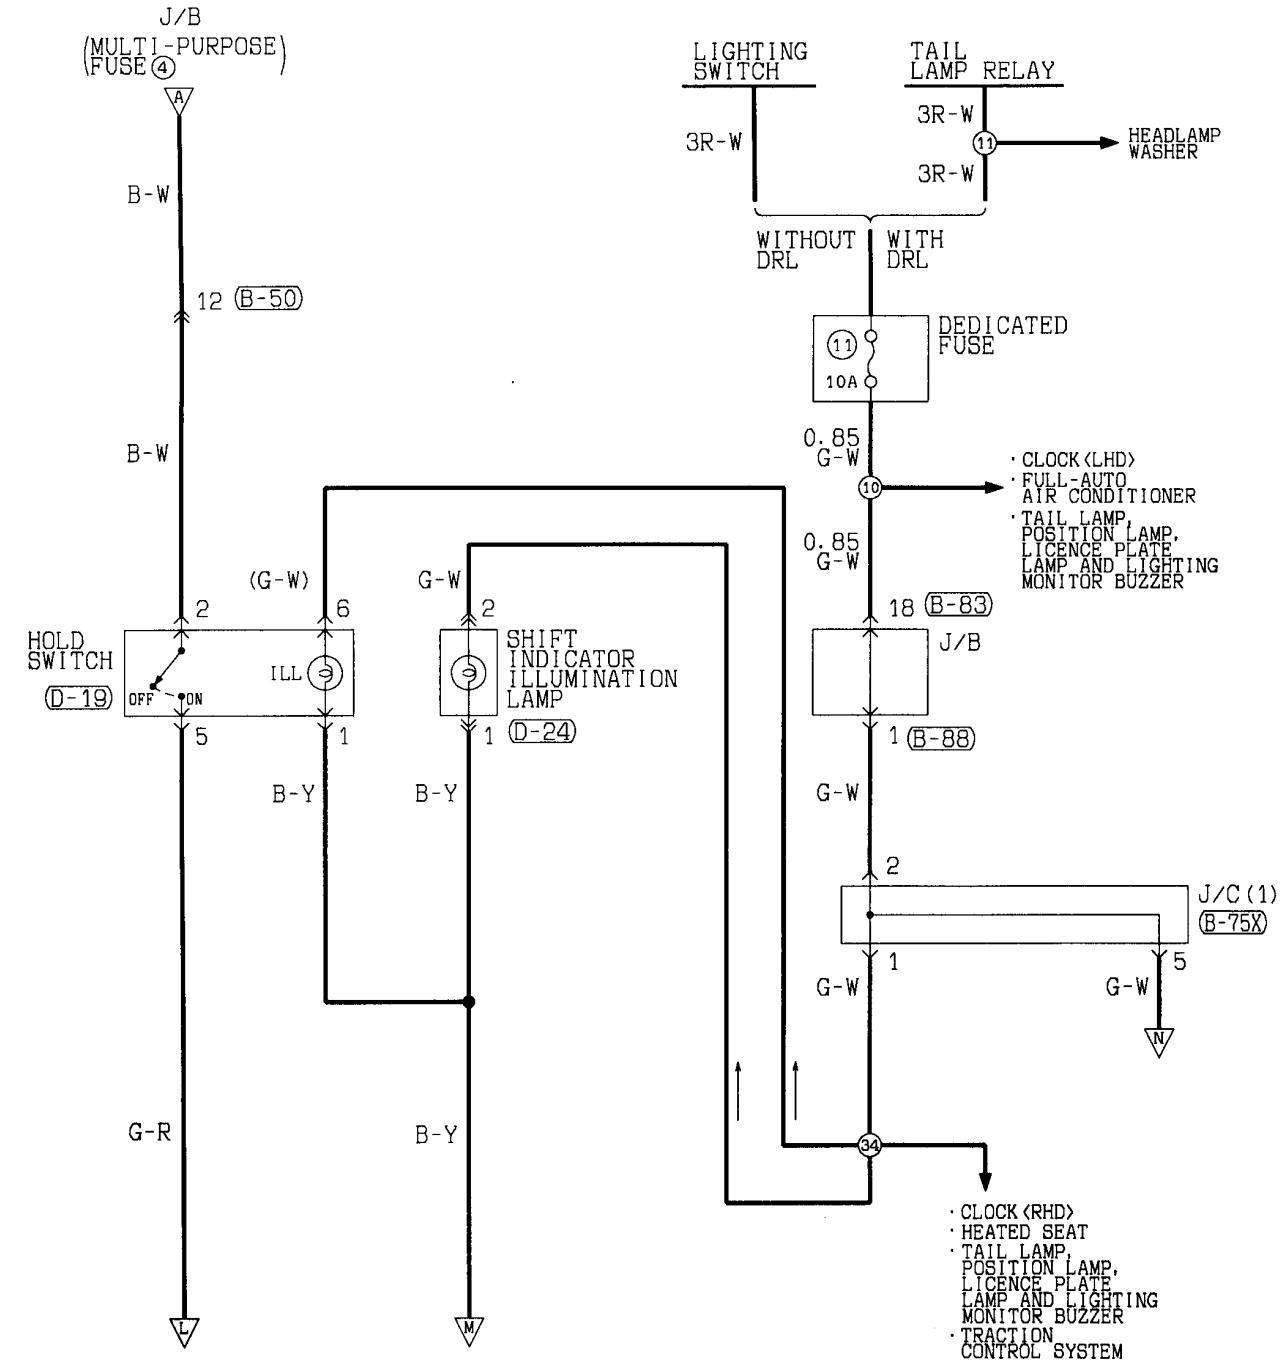 J/B
(MULTI-PURPOSE
FUSE④)
A
B-W
12 (B-50)
B-W
2
HOLD
SWITCH
(D-19)
OFF
ON
5
G-R
L
(G-W)
6
ILL
1
B-Y
G-W
2
SHIFT
INDICATOR
ILLUMINATION
LAMP
1 (D-24)
B-Y
B-Y
M
LIGHTING
SWITCH
3R-W
TAIL
LAMP RELAY
3R-W
11
HEADLAMP
WASHER
3R-W
WITHOUT
DRL
WITH
DRL
DEDICATED
FUSE
11
10A
0.85
G-W
10
· CLOCK<LHD>
· FULL-AUTO
AIR CONDITIONER
· TAIL LAMP,
POSITION LAMP,
LICENCE PLATE
LAMP AND LIGHTING
MONITOR BUZZER
0.85
G-W
18 (B-83)
J/B
1 (B-88)
G-W
2
J/C(1)
(B-75X)
1
G-W
5
G-W
N
34
· CLOCK<RHD>
· HEATED SEAT
· TAIL LAMP,
POSITION LAMP,
LICENCE PLATE
LAMP AND LIGHTING
MONITOR BUZZER
· TRACTION
CONTROL SYSTEM